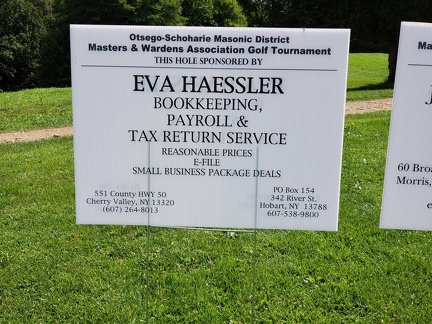 Otsego-Schoharie Masonic District
Masters & Wardens Association Golf Tournament
THIS HOLE SPONSORED BY
EVA HAESSLER
BOOKKEEPING,
PAYROLL &
TAX RETURN SERVICE
REASONABLE PRICES
E-FILE
SMALL BUSINESS PACKAGE DEALS
551 County HWY 50
Cherry Valley, NY 13320
(607) 264-8013
PO Box 154
342 River St.
Hobart, NY 13788
607-538-9800
Ma
J
60 Broa
Morris,
e